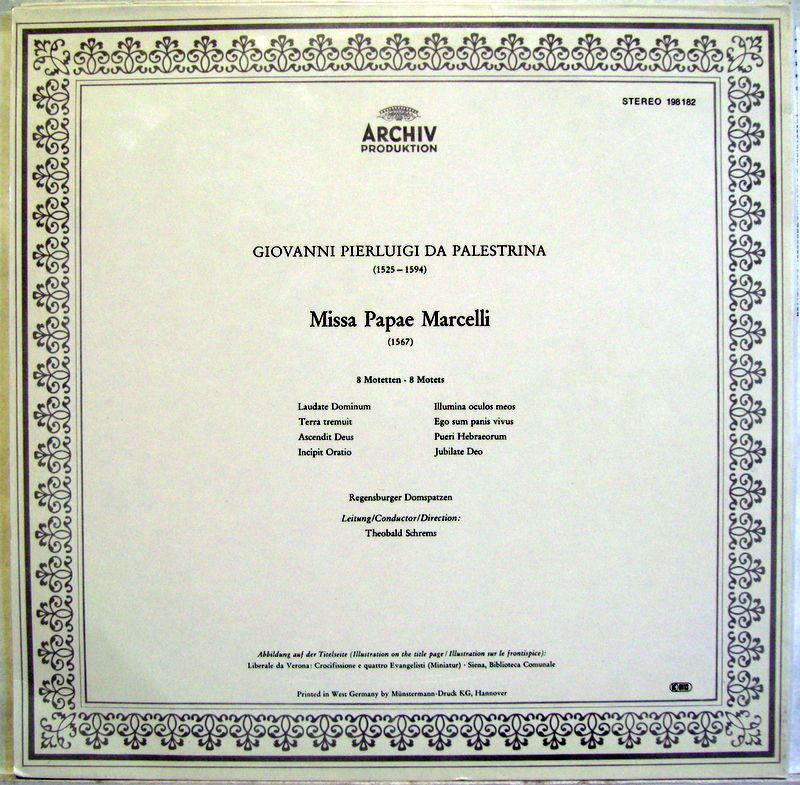 STEREO 198182
ARCHIV
PRODUKTION
GIOVANNI PIERLUIGI DA PALESTRINA
(1525 – 1594)
Missa Papae Marcelli
(1567)
8 Motetten · 8 Motets
Laudate Dominum
Terra tremuit
Ascendit Deus
Incipit Oratio
Illumina oculos meos
Ego sum panis vivus
Pueri Hebraeorum
Jubilate Deo
Regensburger Domspatzen
Leitung/Conductor/Direction:
Theobald Schrems
Abbildung auf der Titelseite (Illustration on the title page / Illustration sur le frontispice):
Liberale da Verona: Crocifissione e quattro Evangelisti (Miniatur) · Siena, Biblioteca Comunale
Printed in West Germany by Münstermann-Druck KG, Hannover